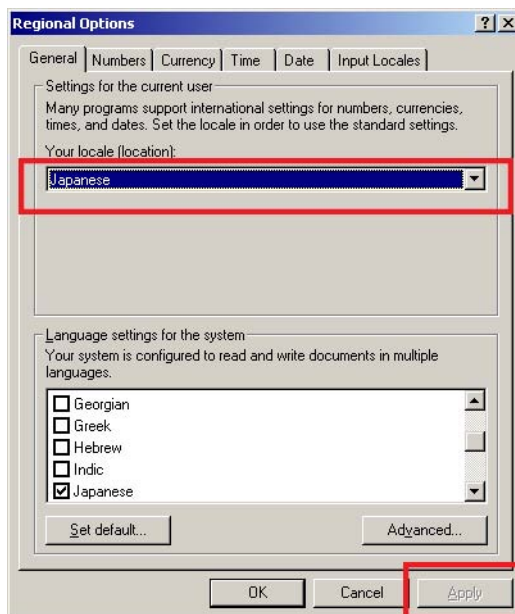 Regional Options
General Numbers Currency Time Date Input Locales
Settings for the current user
Many programs support international settings for numbers, currencies,
times, and dates. Set the locale in order to use the standard settings.
Your locale (location):
Japanese
Language settings for the system
Your system is configured to read and write documents in multiple
languages.
Georgian
Greek
Hebrew
Indic
Japanese
Set default... Advanced...
OK Cancel Apply